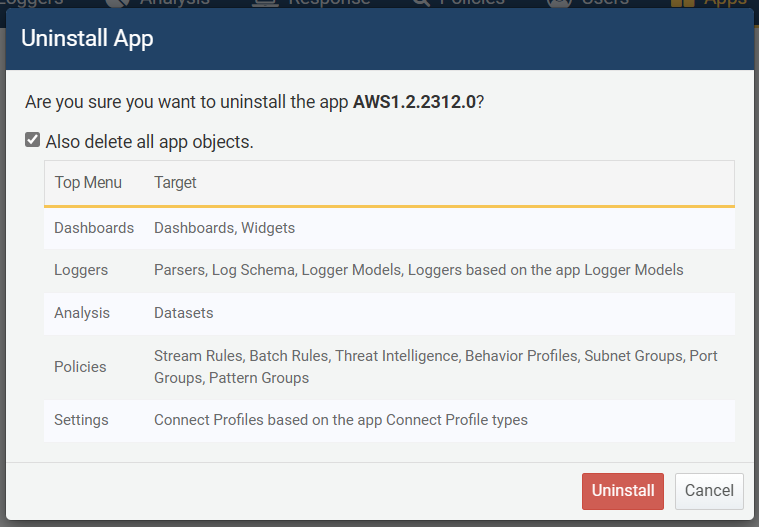 Loggers Analysis Response Policies Users Apps
Uninstall App
Are you sure you want to uninstall the app AWS1.2.2312.0?
Also delete all app objects.
Top Menu Target
Dashboards Dashboards, Widgets
Loggers Parsers, Log Schema, Logger Models, Loggers based on the app Logger Models
Analysis Datasets
Policies Stream Rules, Batch Rules, Threat Intelligence, Behavior Profiles, Subnet Groups, Port
Groups, Pattern Groups
Settings Connect Profiles based on the app Connect Profile types
Uninstall Cancel